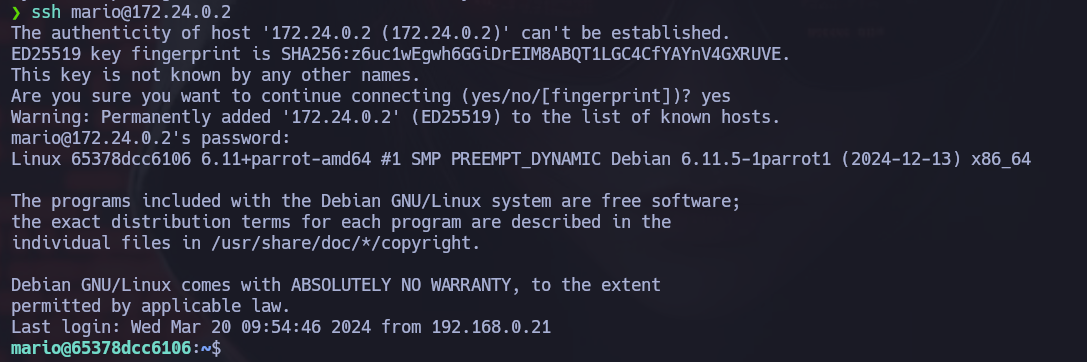 ❯ ssh mario@172.24.0.2
The authenticity of host '172.24.0.2 (172.24.0.2)' can't be established.
ED25519 key fingerprint is SHA256:z6uc1wEgwh6GGiDrEIM8ABQT1LGC4CfYAYnV4GXRUVE.
This key is not known by any other names.
Are you sure you want to continue connecting (yes/no/[fingerprint])? yes
Warning: Permanently added '172.24.0.2' (ED25519) to the list of known hosts.
mario@172.24.0.2's password:
Linux 65378dcc6106 6.11+parrot-amd64 #1 SMP PREEMPT_DYNAMIC Debian 6.11.5-1parrot1 (2024-12-13) x86_64
The programs included with the Debian GNU/Linux system are free software;
the exact distribution terms for each program are described in the
individual files in /usr/share/doc/*/copyright.
Debian GNU/Linux comes with ABSOLUTELY NO WARRANTY, to the extent
permitted by applicable law.
Last login: Wed Mar 20 09:54:46 2024 from 192.168.0.21
mario@65378dcc6106:~$